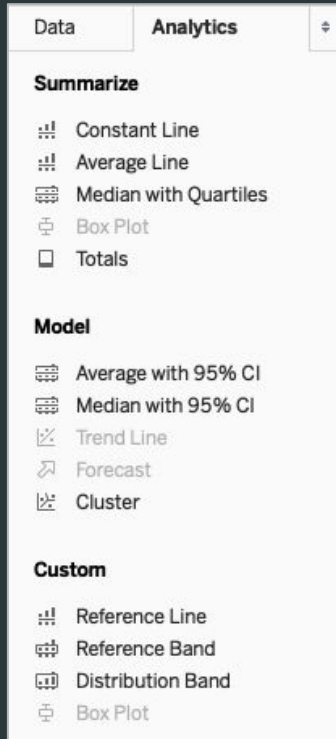 Data Analytics
Summarize
Constant Line
Average Line
Median with Quartiles
Box Plot
Totals
Model
Average with 95% CI
Median with 95% CI
Trend Line
Forecast
Cluster
Custom
Reference Line
Reference Band
Distribution Band
Box Plot